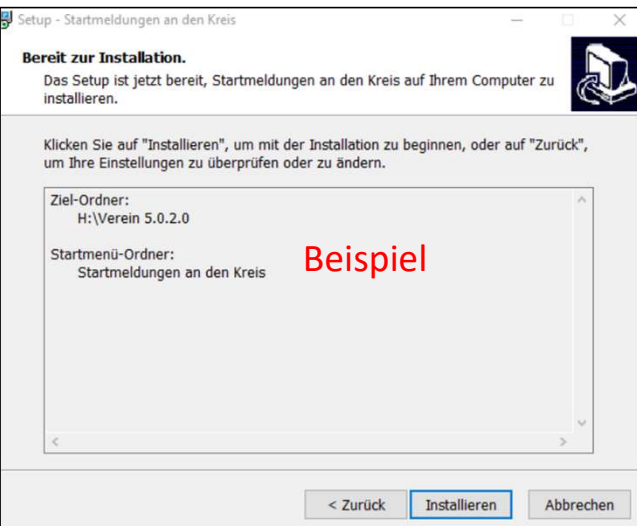 Setup - Startmeldungen an den Kreis
Bereit zur Installation.
Das Setup ist jetzt bereit, Startmeldungen an den Kreis auf Ihrem Computer zu
installieren.
Klicken Sie auf "Installieren", um mit der Installation zu beginnen, oder auf "Zurück",
um Ihre Einstellungen zu überprüfen oder zu ändern.
Ziel-Ordner:
H:\Verein 5.0.2.0
Startmenü-Ordner:
Startmeldungen an den Kreis
Beispiel
< Zurück
Installieren
Abbrechen